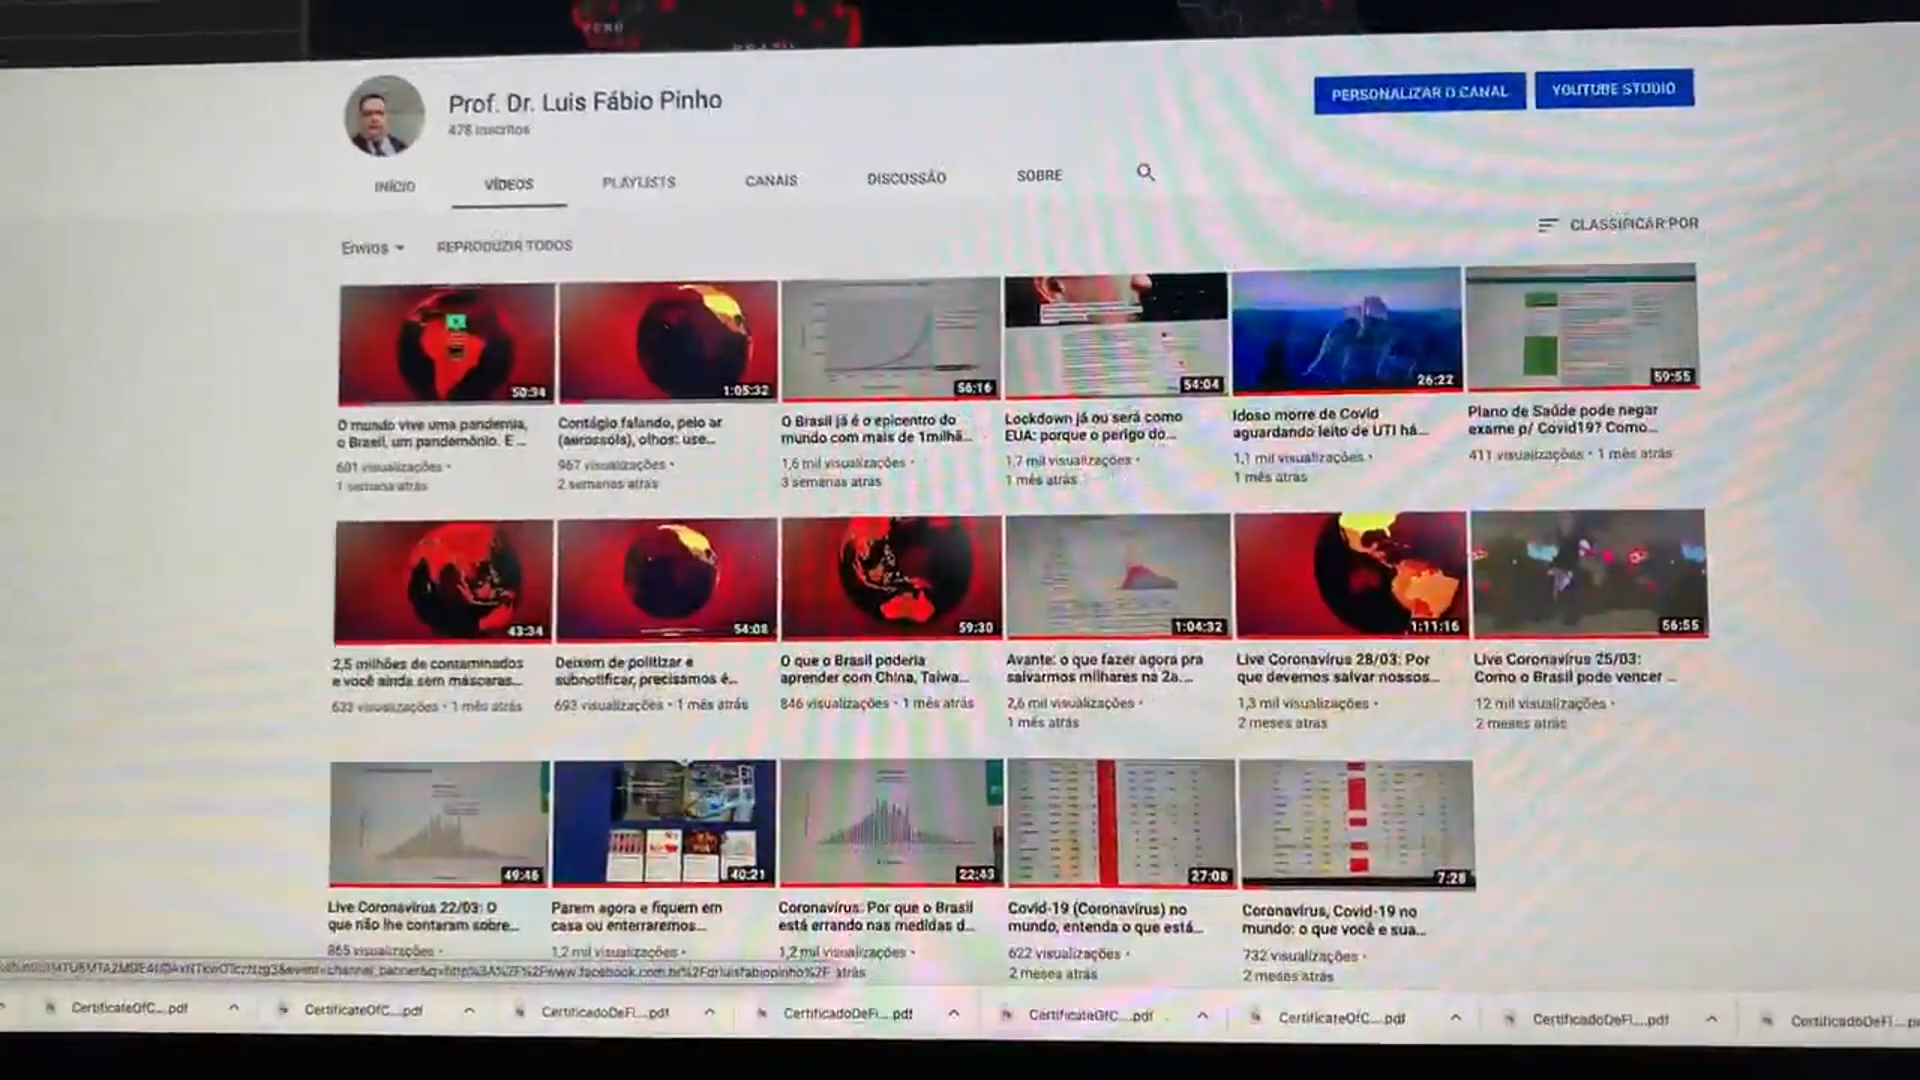 PERU
BRASIL
Prof. Dr. Luis Fábio Pinho
478 inscritos
PERSONALIZAR O CANAL
YOUTUBE STUDIO
INÍCIO
VÍDEOS
PLAYLISTS
CANAIS
DISCUSSÃO
SOBRE
Envios
REPRODUZIR TODOS
CLASSIFICAR POR
50:34
1:05:32
56:16
54:04
26:22
59:55
O mundo vive uma pandemia,
o Brasil, um pandemônio. E ...
601 visualizações •
1 semana atrás
Contágio falando, pelo ar
(aerossóis), olhos: use...
967 visualizações •
2 semanas atrás
O Brasil já é o epicentro do
mundo com mais de 1milhã...
1,6 mil visualizações •
3 semanas atrás
Lockdown já ou será como
EUA: porque o perigo do...
1,7 mil visualizações •
1 mês atrás
Idoso morre de Covid
aguardando leito de UTI há...
1,1 mil visualizações •
1 mês atrás
Plano de Saúde pode negar
exame p/ Covid19? Como...
411 visualizações • 1 mês atrás
43:34
54:08
59:30
1:04:32
1:11:16
56:55
2,5 milhões de contaminados
e você ainda sem máscaras...
633 visualizações • 1 mês atrás
Deixem de politizar e
subnotificar, precisamos é...
693 visualizações • 1 mês atrás
O que o Brasil poderia
aprender com China, Taiwa...
846 visualizações • 1 mês atrás
Avante: o que fazer agora pra
salvarmos milhares na 2a....
2,6 mil visualizações •
1 mês atrás
Live Coronavírus 28/03: Por
que devemos salvar nossos...
1,3 mil visualizações •
2 meses atrás
Live Coronavírus 25/03:
Como o Brasil pode vencer ...
12 mil visualizações •
2 meses atrás
49:46
40:21
22:43
27:08
7:28
Live Coronavírus 22/03: O
que não lhe contaram sobre...
865 visualizações •
Parem agora e fiquem em
casa ou enterraremos...
1,2 mil visualizações •
Coronavírus: Por que o Brasil
está errando nas medidas d...
1,2 mil visualizações •
atrás
Covid-19 (Coronavírus) no
mundo, entenda o que está...
622 visualizações •
2 meses atrás
Coronavírus, Covid-19 no
mundo: o que você e sua...
732 visualizações •
2 meses atrás
CertificateOfC....pdf
CertificateOfC....pdf
CertificadoDeFi....pdf
CertificadoDeFi....pdf
CertificateOfC....pdf
CertificateOfC....pdf
CertificadoDeFi....pdf
CertificadoDeFi....p